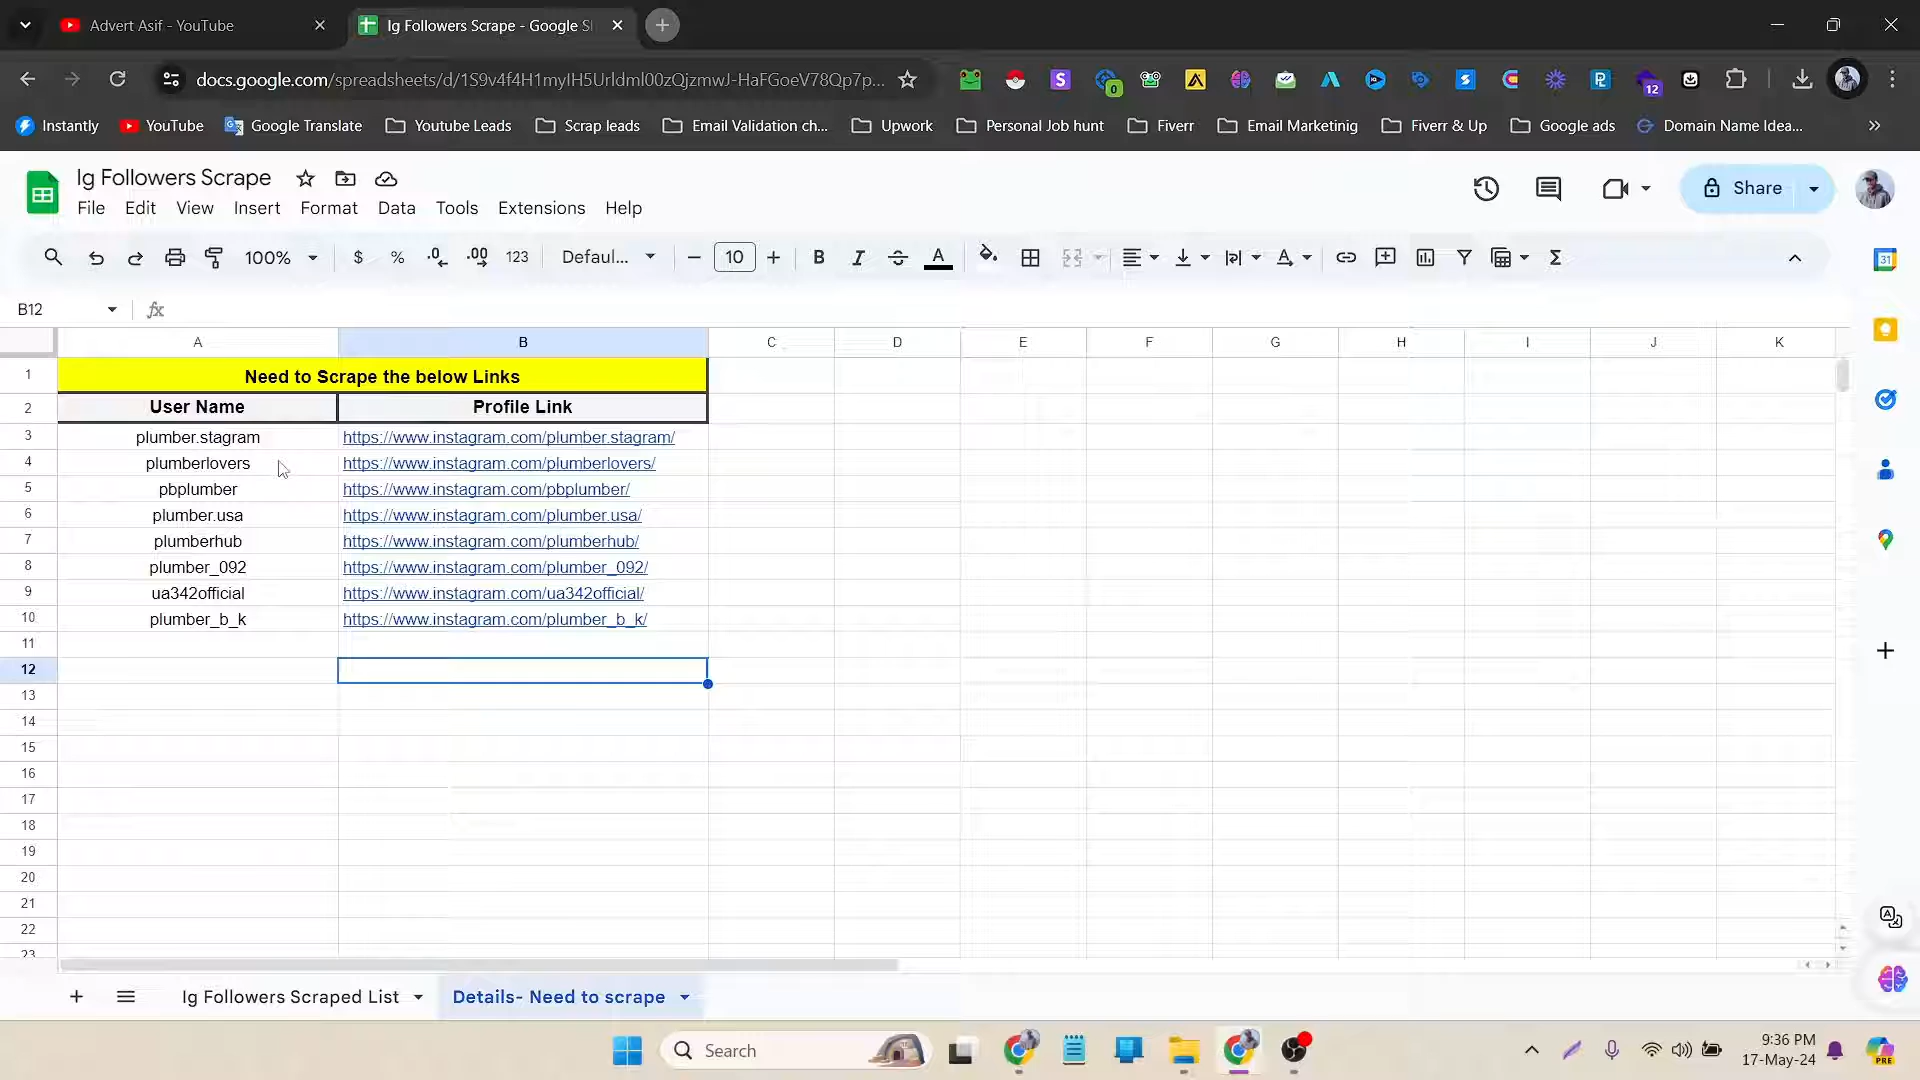 Advert Asif - YouTube
Ig Followers Scrape - Google Sh
docs.google.com/spreadsheets/d/1S9v4f4H1myIH5Urldml00zQjzmwJ-HaFGoeV78Qp7p...
0
12
Instantly YouTube Google Translate Youtube Leads Scrap leads Email Validation ch... Upwork Personal Job hunt Fiverr Email Marketinig Fiverr & Up Google ads Domain Name Idea...
Ig Followers Scrape
File Edit View Insert Format Data Tools Extensions Help
Share
100% $ % .0 .00 123 Defaul... 10 B I A
31
B12 fx
A B C D E F G H I J K
1 Need to Scrape the below Links
2 User Name Profile Link
3 plumber.stagram https://www.instagram.com/plumber.stagram/
4 plumberlovers https://www.instagram.com/plumberlovers/
5 pbplumber https://www.instagram.com/pbplumber/
6 plumber.usa https://www.instagram.com/plumber.usa/
7 plumberhub https://www.instagram.com/plumberhub/
8 plumber_092 https://www.instagram.com/plumber_092/
9 ua342official https://www.instagram.com/ua342official/
10 plumber_b_k https://www.instagram.com/plumber_b_k/
11
12
13
14
15
16
17
18
19
20
21
22
23
Ig Followers Scraped List Details- Need to scrape
Search
9:36 PM
17-May-24
PRE